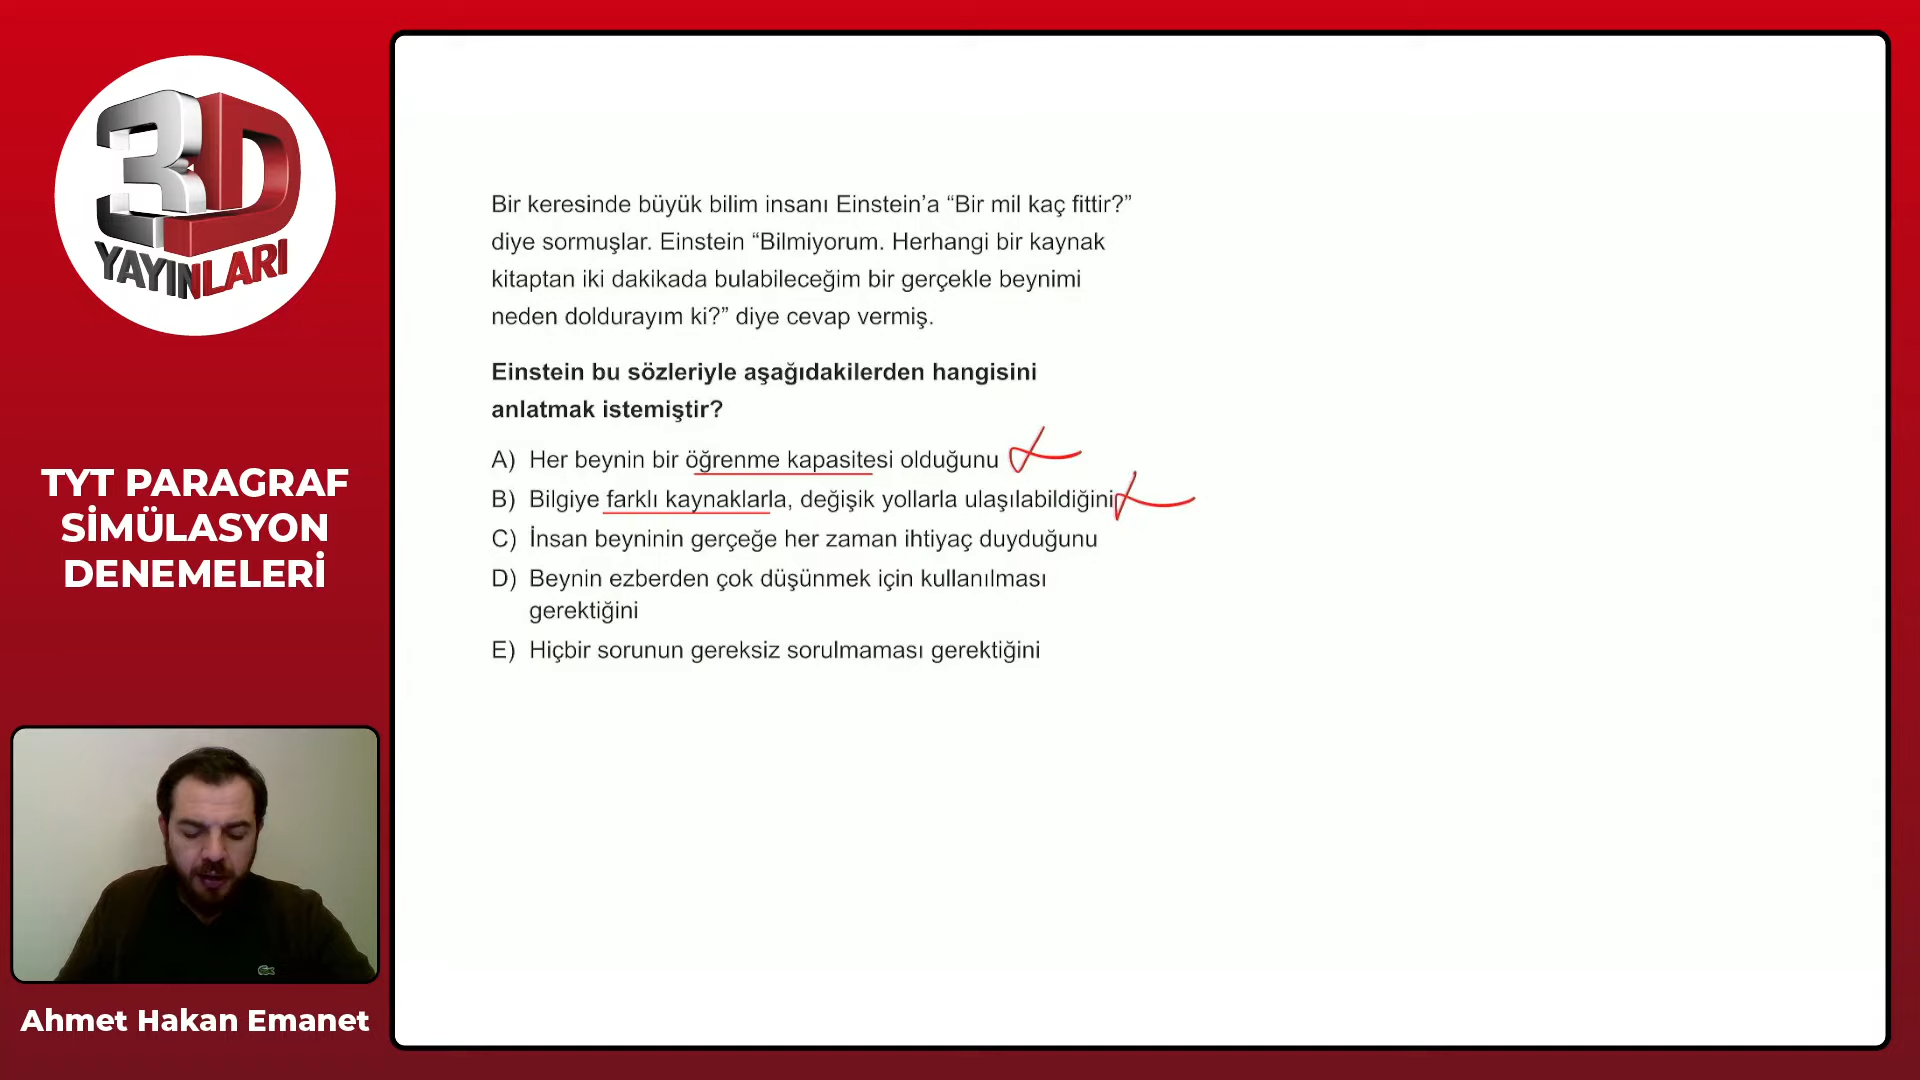 3D
YAYINLARI
TYT PARAGRAF
SİMÜLASYON
DENEMELERİ
Ahmet Hakan Emanet
Bir keresinde büyük bilim insanı Einstein’a “Bir mil kaç fittir?”
diye sormuşlar. Einstein “Bilmiyorum. Herhangi bir kaynak
kitaptan iki dakikada bulabileceğim bir gerçekle beynimi
neden doldurayım ki?” diye cevap vermiş.
Einstein bu sözleriyle aşağıdakilerden hangisini
anlatmak istemiştir?
A) Her beynin bir öğrenme kapasitesi olduğunu
B) Bilgiye farklı kaynaklarla, değişik yollarla ulaşılabildiğini
C) İnsan beyninin gerçeğe her zaman ihtiyaç duyduğunu
D) Beynin ezberden çok düşünmek için kullanılması
gerektiğini
E) Hiçbir sorunun gereksiz sorulmaması gerektiğini